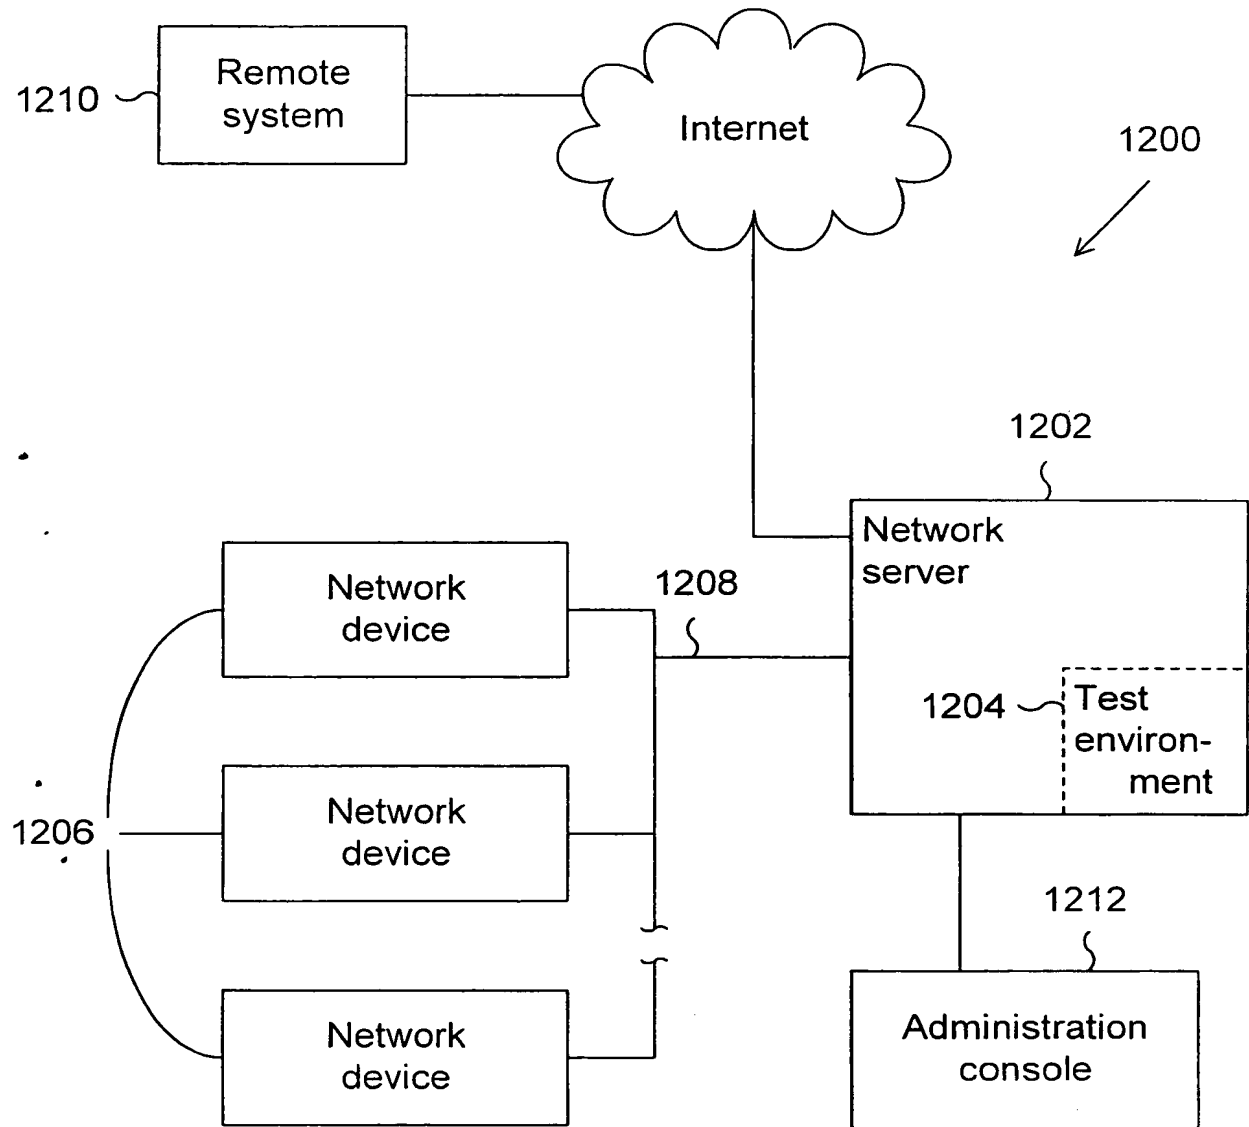 Remote
system
1210
Internet
1200
1202
Network
server
1208
Network
device
1204
Test
environ-
ment
Network
device
1206
1212
Network
device
Administration
console